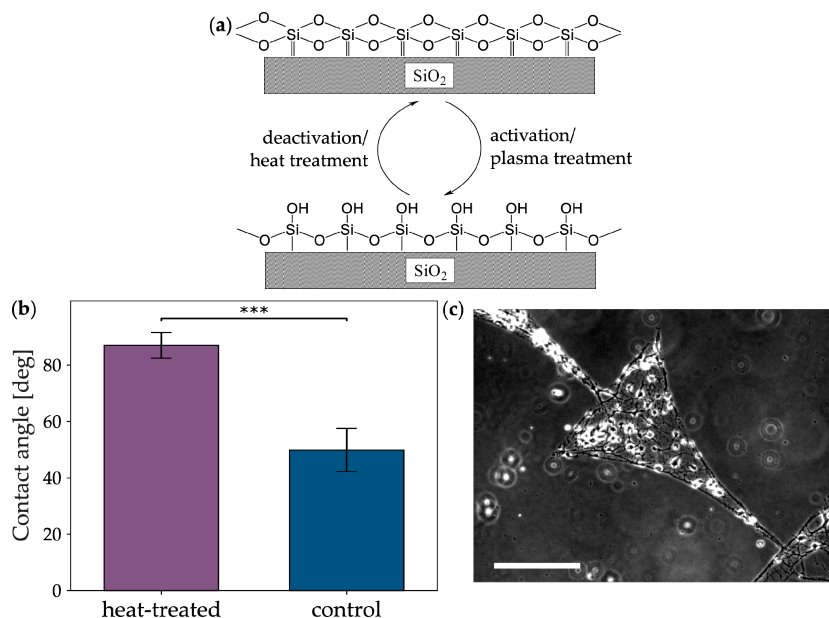 (a)
O O O O O O O
Si Si Si Si Si Si
O O O O O O O
SiO2
deactivation/
heat treatment
activation/
plasma treatment
OH OH OH OH OH OH
Si Si Si Si Si Si
O O O O O O O
SiO2
(b)
***
Contact angle [deg]
80
60
40
20
0
heat-treated
control
(c)